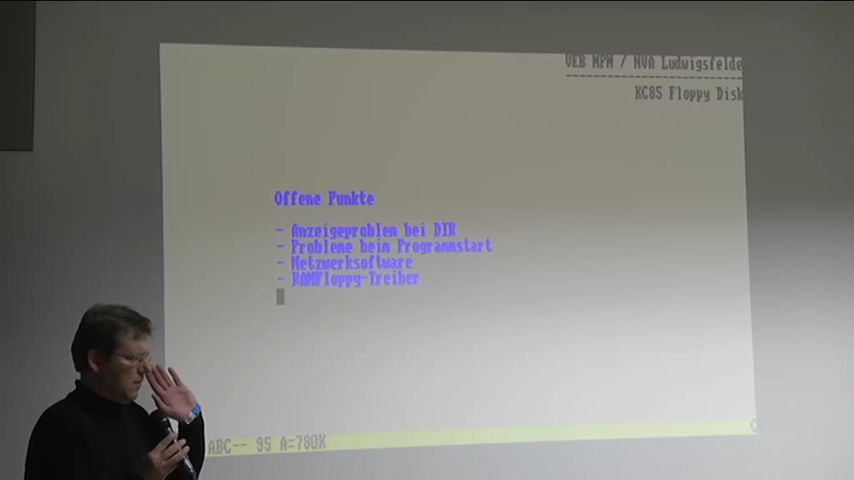 VEB MPM / NVA Ludwigsfelde
KC85 Floppy Disk
Offene Punkte
- Anzeigeproblem bei DIR
- Probleme beim Programmstart
- Netzwerksoftware
- RAMFloppy-Treiber
ABC-- 95 A=780K